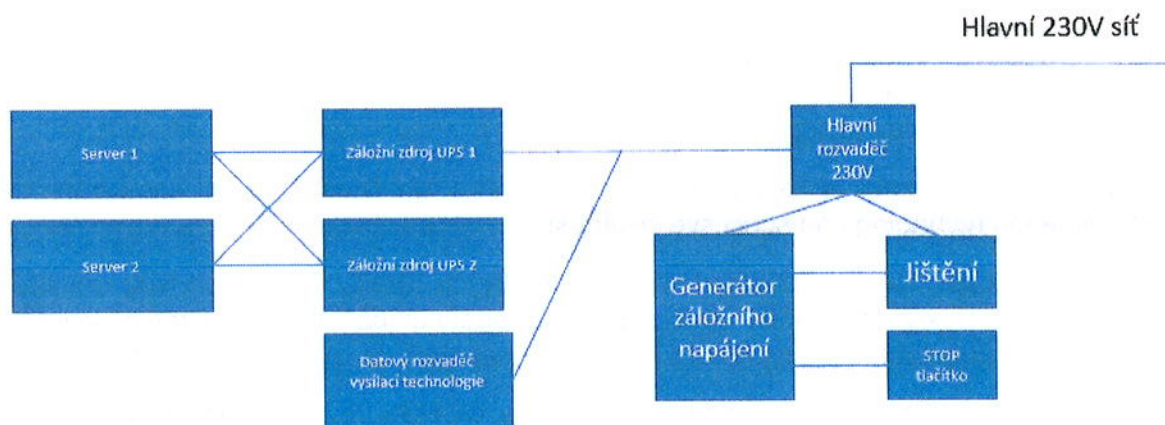 Hlavní 230V síť
Server 1
Záložní zdroj UPS 1
Hlavní
rozvaděč
230V
Server 2
Záložní zdroj UPS 2
Generátor
záložního
napájení
Jištění
Datový rozvaděč
vysílací technologie
STOP
tlačítko